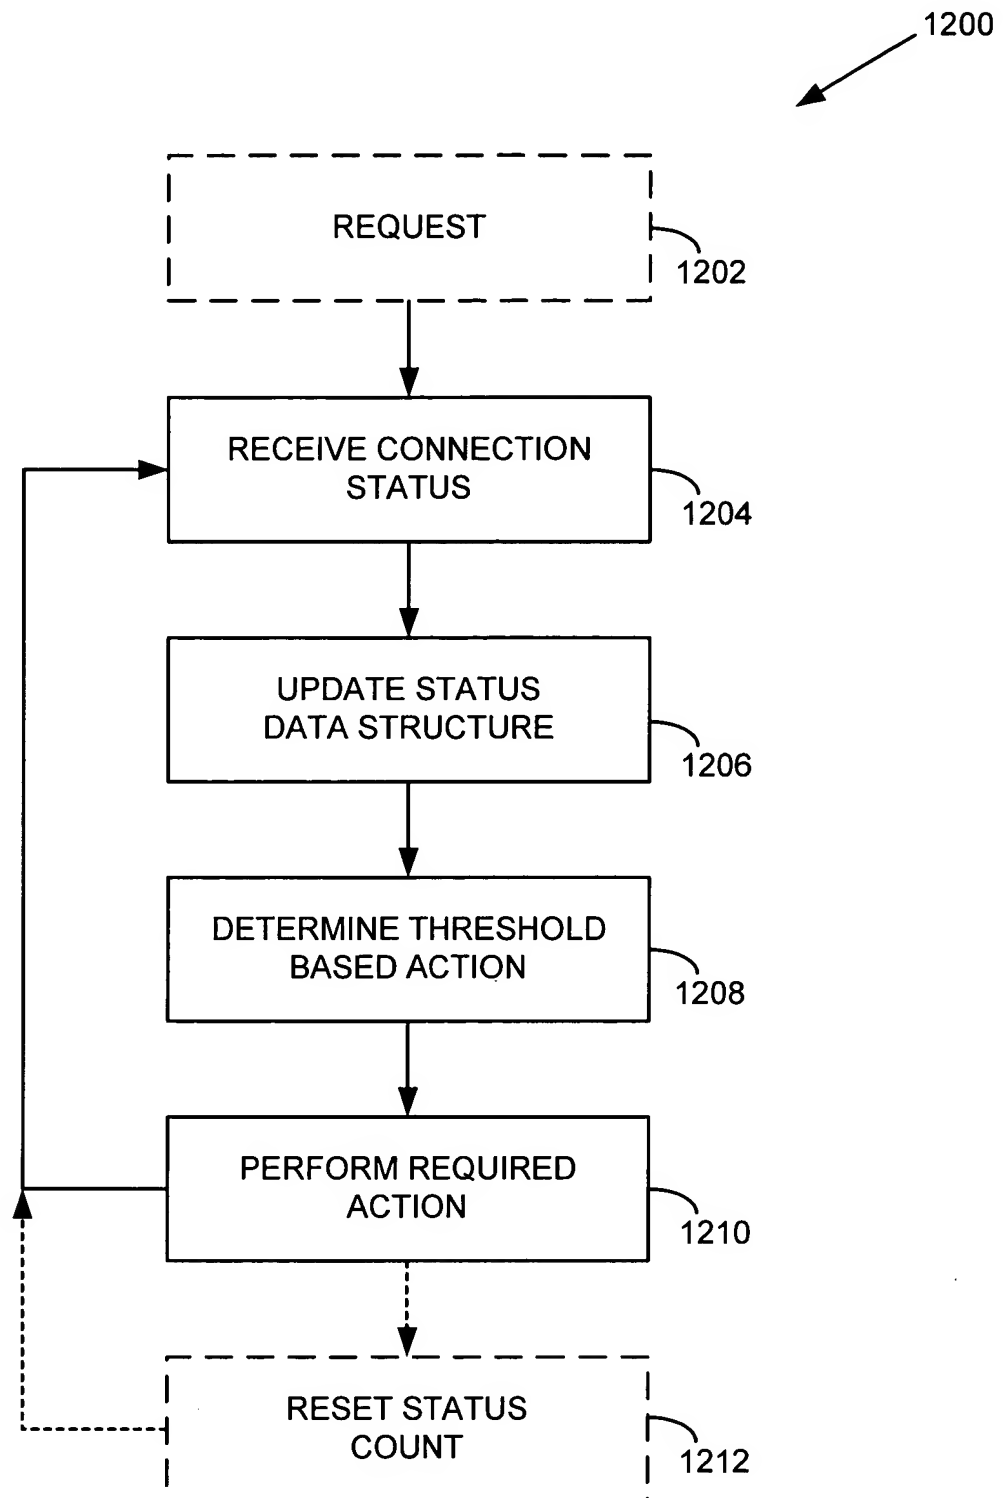 1200
REQUEST
1202
RECEIVE CONNECTION
STATUS
1204
UPDATE STATUS
DATA STRUCTURE
1206
DETERMINE THRESHOLD
BASED ACTION
1208
PERFORM REQUIRED
ACTION
1210
RESET STATUS
COUNT
1212